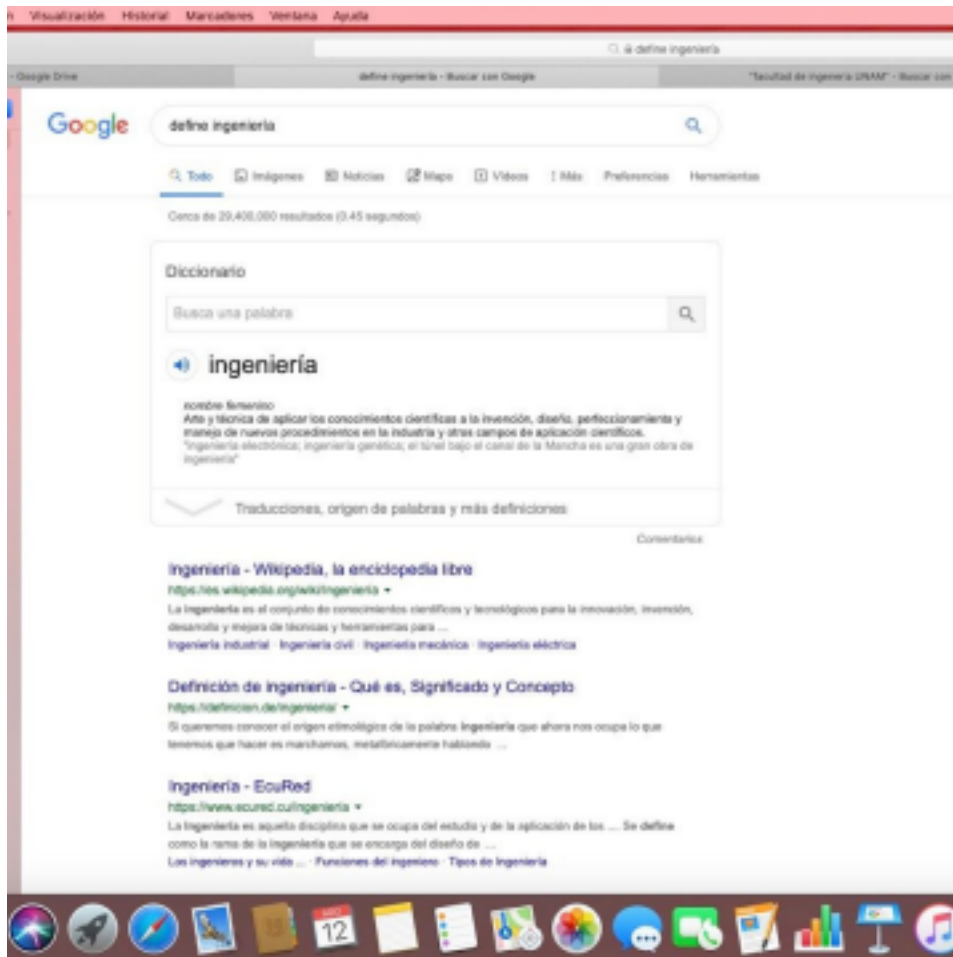 Visualización Historial Marcadores Ventana Ayuda
define ingeniería
- Google Drive
define ingeniería - Buscar con Google
"facultad de ingeneria UNAM" - Buscar con
Google
define ingeniería
Todo Imágenes Noticias Maps Vídeos Más Preferencias Herramientas
Cerca de 29,400,000 resultados (0.45 segundos)
Diccionario
Busca una palabra
ingeniería
nombre femenino
Arte y técnica de aplicar los conocimientos científicos a la invención, diseño, perfeccionamiento y
manejo de nuevos procedimientos en la industria y otros campos de aplicación científicos.
"ingeniería electrónica; ingeniería genética; el túnel bajo el canal de la Mancha es una gran obra de
ingeniería"
Traducciones, origen de palabras y más definiciones
Comentarios
Ingeniería - Wikipedia, la enciclopedia libre
https://es.wikipedia.org/wiki/Ingeniería
La ingeniería es el conjunto de conocimientos científicos y tecnológicos para la innovación, invención,
desarrollo y mejora de técnicas y herramientas para ...
Ingeniería industrial · Ingeniería civil · Ingeniería mecánica · Ingeniería eléctrica
Definición de ingeniería - Qué es, Significado y Concepto
https://definicion.de/ingenieria/
Si queremos conocer el origen etimológico de la palabra ingeniería que ahora nos ocupa lo que
tenemos que hacer es marcharnos, metafóricamente hablando ...
Ingeniería - EcuRed
https://www.ecured.cu/Ingeniería
La Ingeniería es aquella disciplina que se ocupa del estudio y de la aplicación de los .... Se define
como la rama de la ingeniería que se encarga del diseño de ...
Los ingenieros y su vida ... · Funciones del ingeniero · Tipos de Ingeniería
12